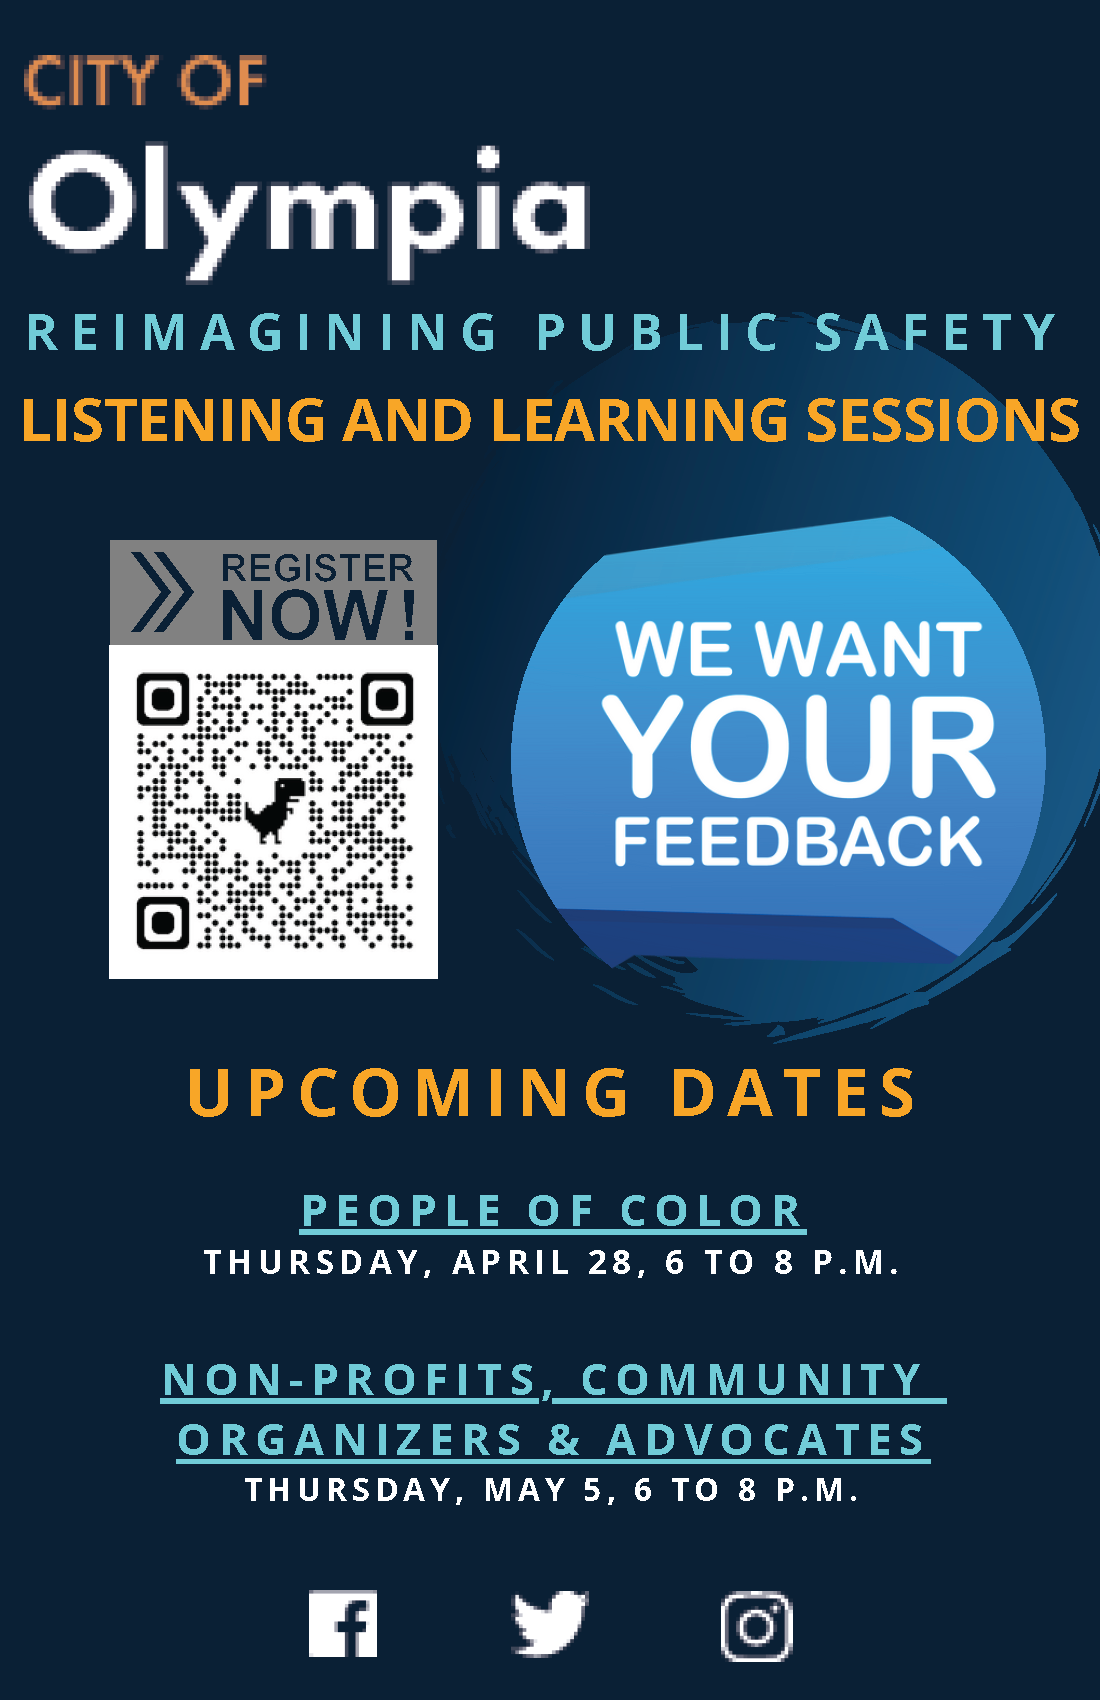 CITY OF
Olympia
REIMAGINING PUBLIC SAFETY
LISTENING AND LEARNING SESSIONS
REGISTER
NOW!
WE WANT
YOUR
FEEDBACK
UPCOMING DATES
PEOPLE OF COLOR
THURSDAY, APRIL 28, 6 TO 8 P.M.
NON-PROFITS, COMMUNITY
ORGANIZERS & ADVOCATES
THURSDAY, MAY 5, 6 TO 8 P.M.